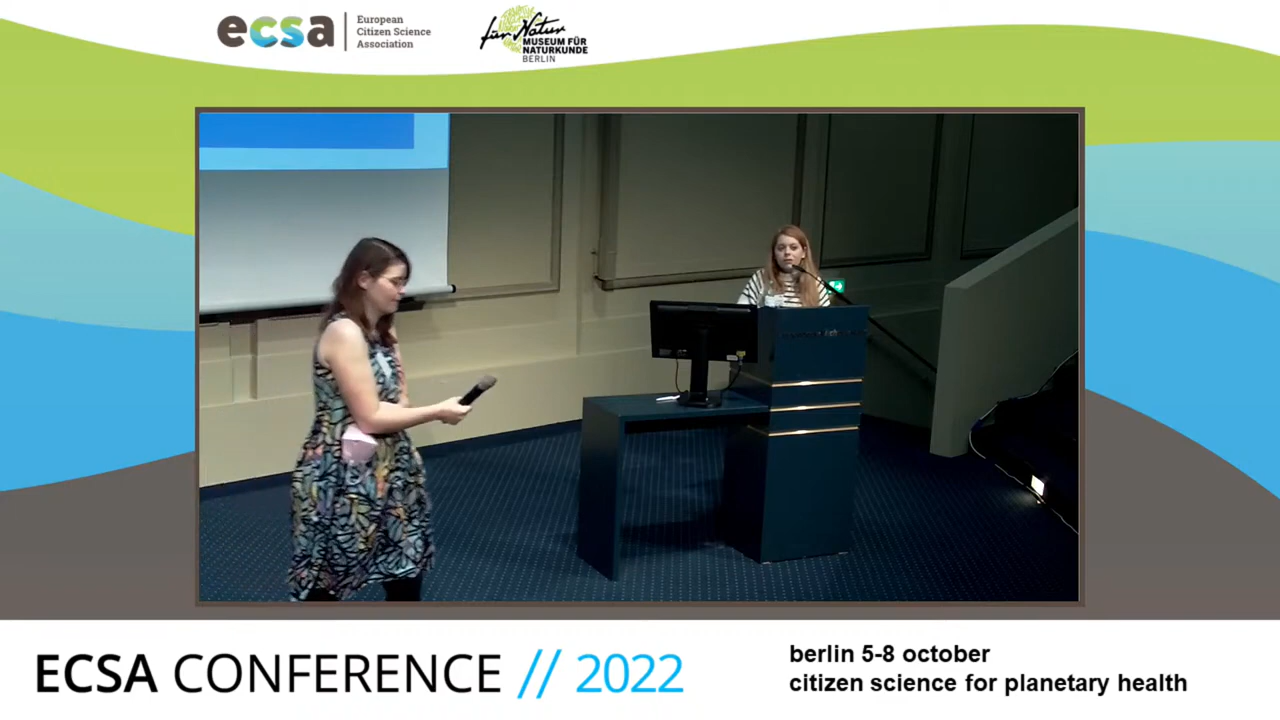 ecsa
European
Citizen Science
Association
für Natur
MUSEUM FÜR
NATURKUNDE
BERLIN
ECSA CONFERENCE // 2022
berlin 5-8 october
citizen science for planetary health